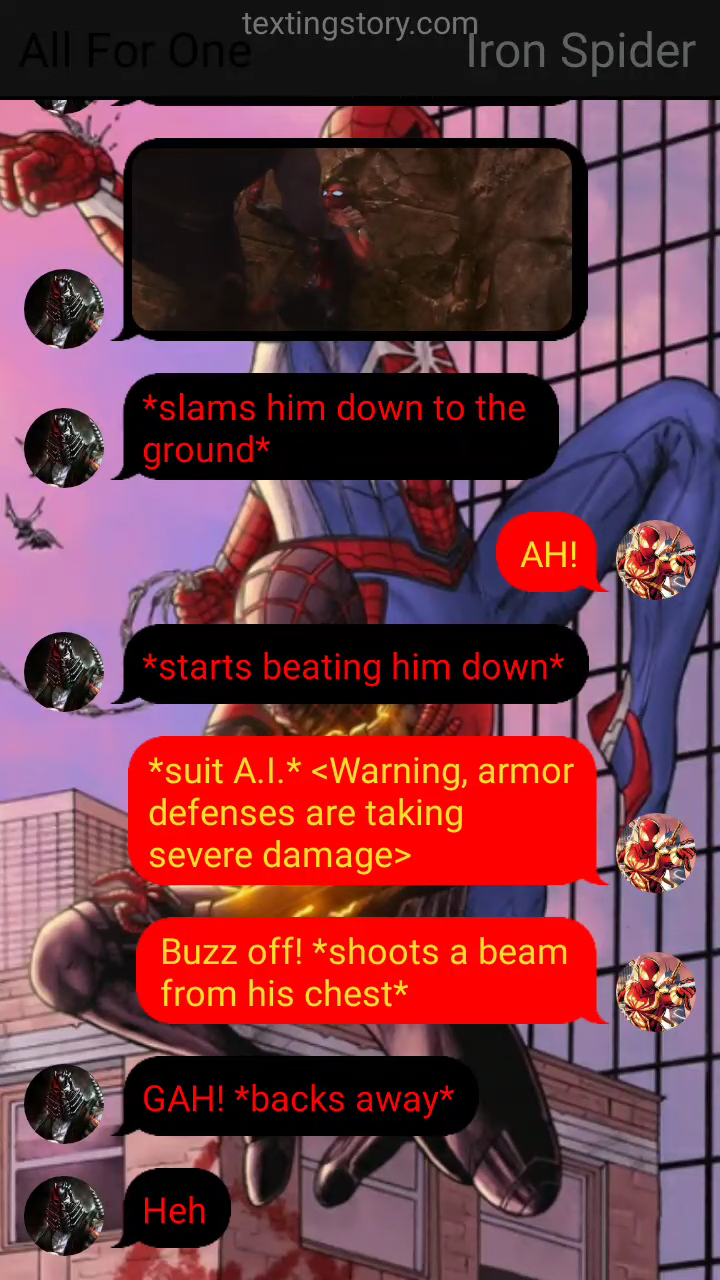 textingstory.com
All For One
Iron Spider
*slams him down to the
ground*
AH!
*starts beating him down*
*suit A.I.* <Warning, armor
defenses are taking
severe damage>
Buzz off! *shoots a beam
from his chest*
GAH! *backs away*
Heh